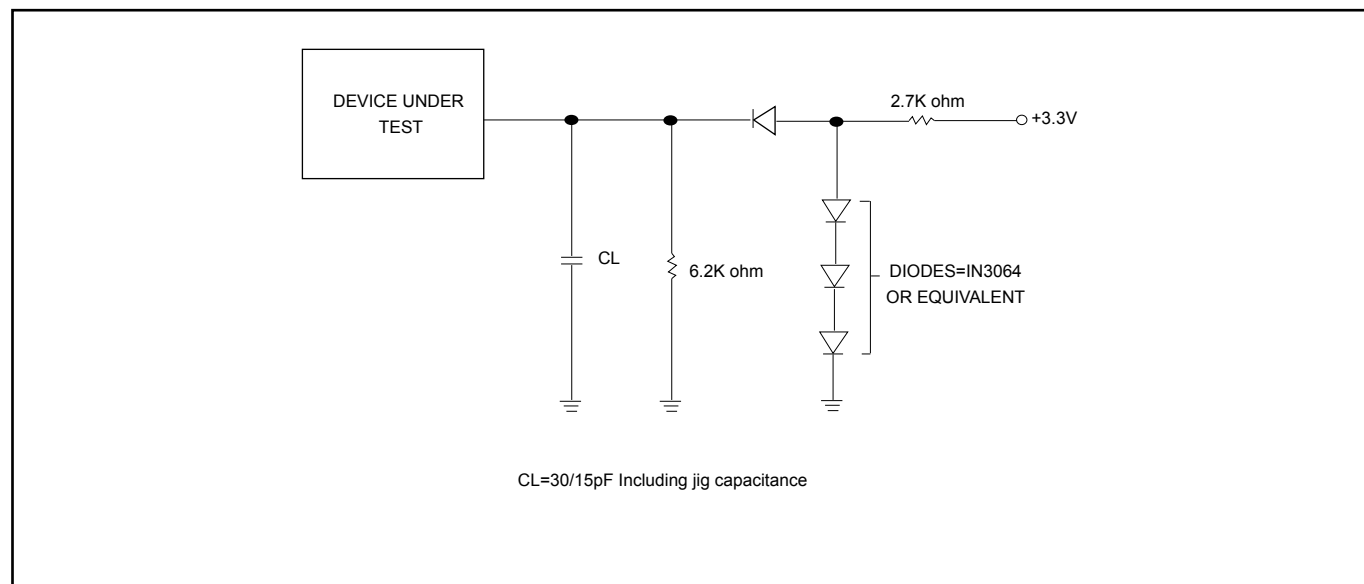 DEVICE UNDER
TEST
2.7K ohm
+3.3V
CL
6.2K ohm
DIODES=IN3064
OR EQUIVALENT
CL=30/15pF Including jig capacitance